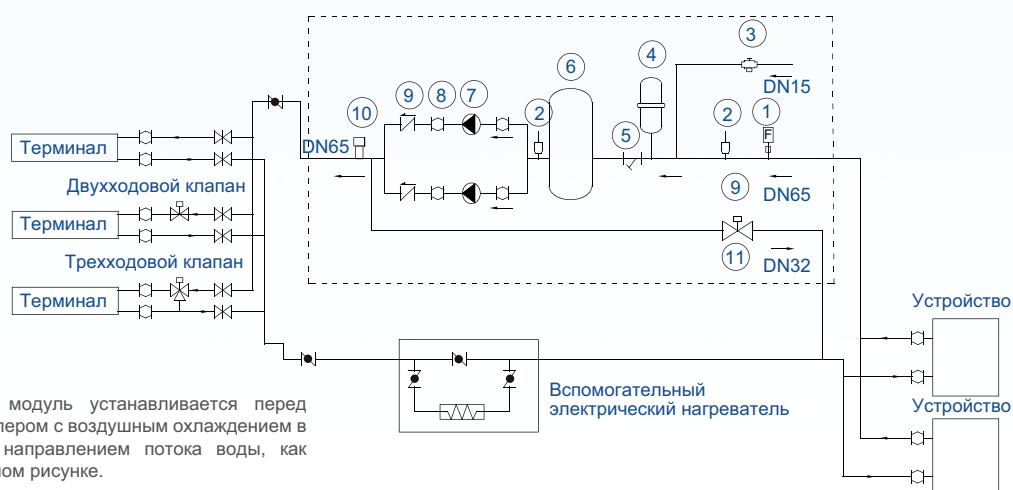 3
4
6
DN15
10
9
8
7
2
2
1
F
5
DN65
Терминал
Двухходовой клапан
9
DN65
Терминал
Трехходовой клапан
11
DN32
Терминал
Устройство
Вспомогательный
электрический нагреватель
Устройство
модуль устанавливается перед
лером с воздушным охлаждением в
направлением потока воды, как
ом рисунке.